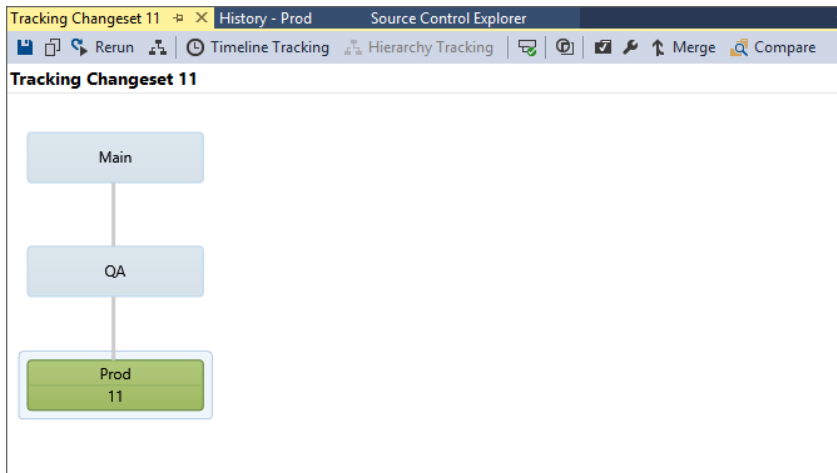 Tracking Changeset 11 History - Prod Source Control Explorer
Rerun Timeline Tracking Hierarchy Tracking Merge Compare
Tracking Changeset 11
Main
QA
Prod
11